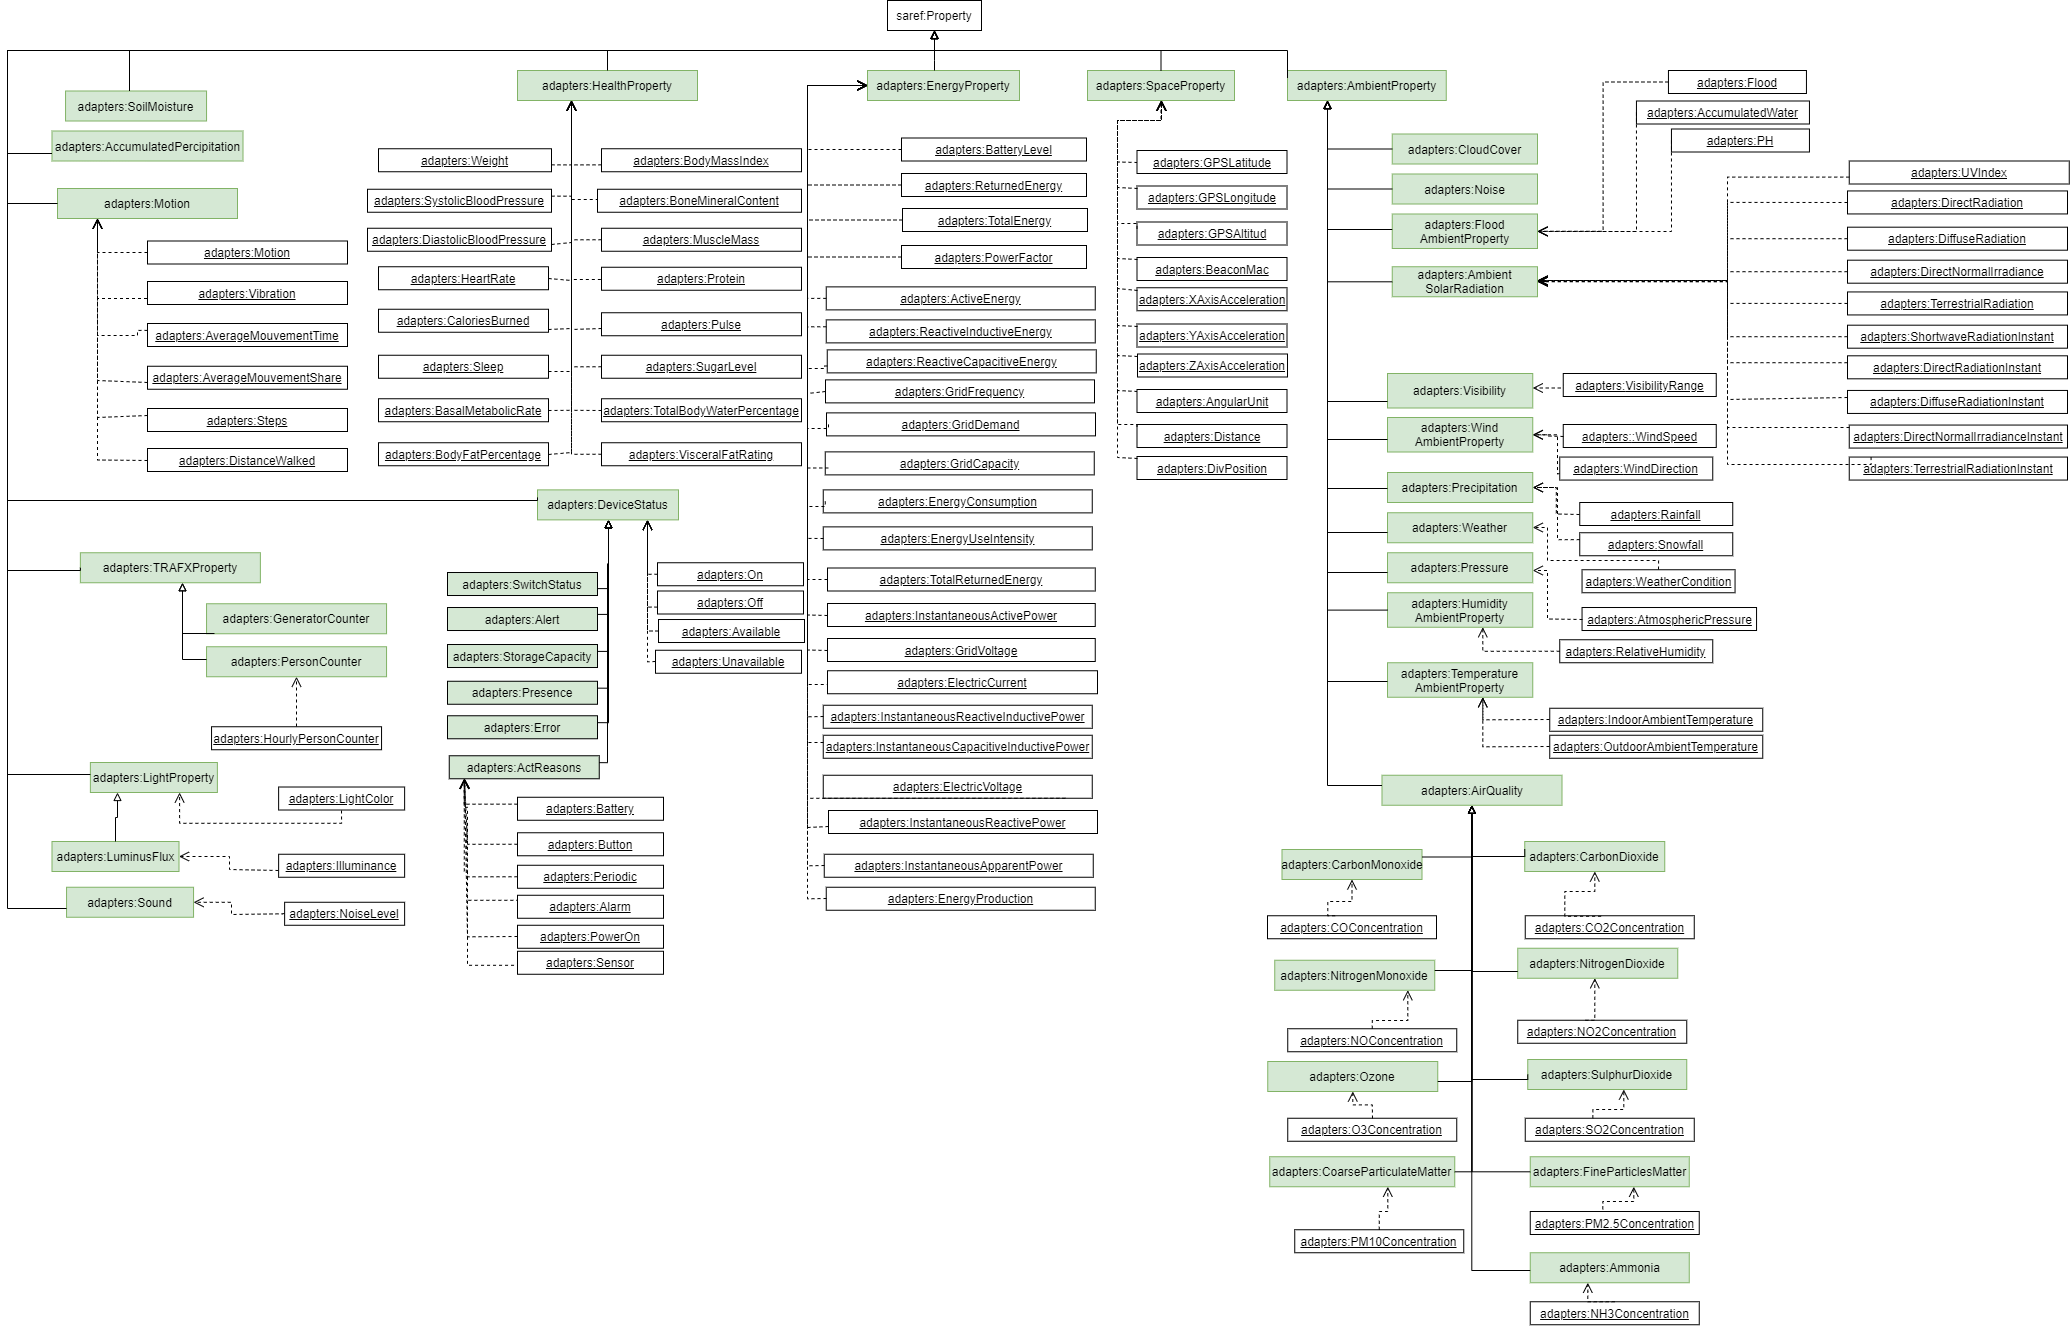 saref:Property
adapters:SoilMoisture
adapters:AccumulatedPercipitation
adapters:Motion
adapters:Motion
adapters:Vibration
adapters:AverageMouvementTime
adapters:AverageMouvementShare
adapters:Steps
adapters:DistanceWalked
adapters:HealthProperty
adapters:Weight
adapters:BodyMassIndex
adapters:SystolicBloodPressure
adapters:BoneMineralContent
adapters:DiastolicBloodPressure
adapters:MuscleMass
adapters:HeartRate
adapters:Protein
adapters:CaloriesBurned
adapters:Pulse
adapters:Sleep
adapters:SugarLevel
adapters:BasalMetabolicRate
adapters:TotalBodyWaterPercentage
adapters:BodyFatPercentage
adapters:VisceralFatRating
adapters:DeviceStatus
adapters:SwitchStatus
adapters:Alert
adapters:StorageCapacity
adapters:Presence
adapters:Error
adapters:ActReasons
adapters:On
adapters:Off
adapters:Available
adapters:Unavailable
adapters:Battery
adapters:Button
adapters:Periodic
adapters:Alarm
adapters:PowerOn
adapters:Sensor
adapters:TRAFXProperty
adapters:GeneratorCounter
adapters:PersonCounter
adapters:HourlyPersonCounter
adapters:LightProperty
adapters:LightColor
adapters:LuminusFlux
adapters:Illuminance
adapters:Sound
adapters:NoiseLevel
adapters:EnergyProperty
adapters:BatteryLevel
adapters:ReturnedEnergy
adapters:TotalEnergy
adapters:PowerFactor
adapters:ActiveEnergy
adapters:ReactiveInductiveEnergy
adapters:ReactiveCapacitiveEnergy
adapters:GridFrequency
adapters:GridDemand
adapters:GridCapacity
adapters:EnergyConsumption
adapters:EnergyUseIntensity
adapters:TotalReturnedEnergy
adapters:InstantaneousActivePower
adapters:GridVoltage
adapters:ElectricCurrent
adapters:InstantaneousReactiveInductivePower
adapters:InstantaneousCapacitiveInductivePower
adapters:ElectricVoltage
adapters:InstantaneousReactivePower
adapters:InstantaneousApparentPower
adapters:EnergyProduction
adapters:SpaceProperty
adapters:GPSLatitude
adapters:GPSLongitude
adapters:GPSAltitud
adapters:BeaconMac
adapters:XAxisAcceleration
adapters:YAxisAcceleration
adapters:ZAxisAcceleration
adapters:AngularUnit
adapters:Distance
adapters:DivPosition
adapters:AmbientProperty
adapters:CloudCover
adapters:Noise
adapters:Flood
AmbientProperty
adapters:Flood
adapters:AccumulatedWater
adapters:PH
adapters:Ambient
SolarRadiation
adapters:UVIndex
adapters:DirectRadiation
adapters:DiffuseRadiation
adapters:DirectNormalIrradiance
adapters:TerrestrialRadiation
adapters:ShortwaveRadiationInstant
adapters:DirectRadiationInstant
adapters:DiffuseRadiationInstant
adapters:DirectNormalIrradianceInstant
adapters:TerrestrialRadiationInstant
adapters:Visibility
adapters:VisibilityRange
adapters:Wind
AmbientProperty
adapters::WindSpeed
adapters:WindDirection
adapters:Precipitation
adapters:Rainfall
adapters:Snowfall
adapters:Weather
adapters:WeatherCondition
adapters:Pressure
adapters:AtmosphericPressure
adapters:Humidity
AmbientProperty
adapters:RelativeHumidity
adapters:Temperature
AmbientProperty
adapters:IndoorAmbientTemperature
adapters:OutdoorAmbientTemperature
adapters:AirQuality
adapters:CarbonMonoxide
adapters:CarbonDioxide
adapters:COConcentration
adapters:CO2Concentration
adapters:NitrogenMonoxide
adapters:NitrogenDioxide
adapters:NOConcentration
adapters:NO2Concentration
adapters:Ozone
adapters:SulphurDioxide
adapters:O3Concentration
adapters:SO2Concentration
adapters:CoarseParticulateMatter
adapters:FineParticlesMatter
adapters:PM10Concentration
adapters:PM2.5Concentration
adapters:Ammonia
adapters:NH3Concentration